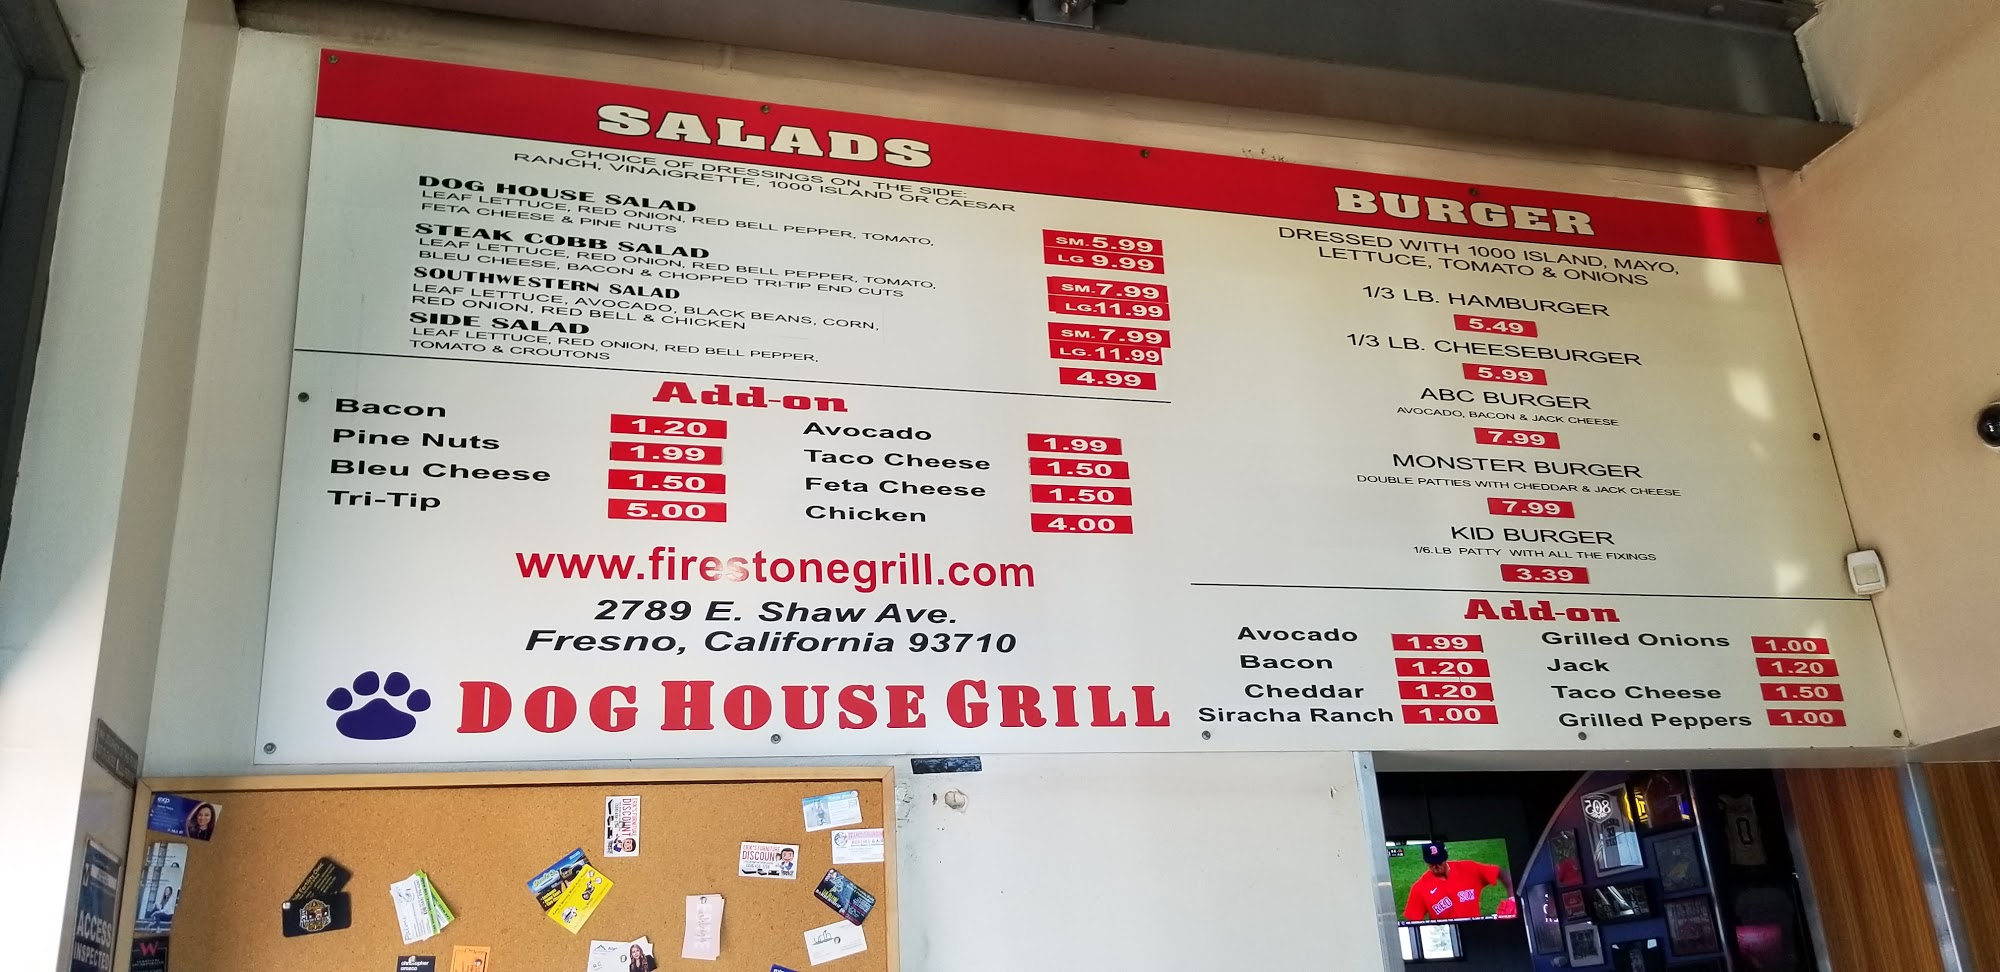 SALADS
CHOICE OF DRESSINGS ON THE SIDE:
RANCH, VINAIGRETTE, 1000 ISLAND OR CAESAR
DOG HOUSE SALAD
LEAF LETTUCE, RED ONION, RED BELL PEPPER, TOMATO,
FETA CHEESE & PINE NUTS
SM. 5.99
LG 9.99
STEAK COBB SALAD
LEAF LETTUCE, RED ONION, RED BELL PEPPER, TOMATO,
BLEU CHEESE, BACON & CHOPPED TRI-TIP END CUTS
SM. 7.99
LG. 11.99
SOUTHWESTERN SALAD
LEAF LETTUCE, AVOCADO, BLACK BEANS, CORN,
RED ONION, RED BELL & CHICKEN
SM. 7.99
LG. 11.99
SIDE SALAD
LEAF LETTUCE, RED ONION, RED BELL PEPPER,
TOMATO & CROUTONS
4.99
Add-on
Bacon 1.20
Pine Nuts 1.99
Bleu Cheese 1.50
Tri-Tip 5.00
Avocado 1.99
Taco Cheese 1.50
Feta Cheese 1.50
Chicken 4.00
www.firestonegrill.com
2789 E. Shaw Ave.
Fresno, California 93710
DOG HOUSE GRILL
BURGER
DRESSED WITH 1000 ISLAND, MAYO,
LETTUCE, TOMATO & ONIONS
1/3 LB. HAMBURGER
5.49
1/3 LB. CHEESEBURGER
5.99
ABC BURGER
AVOCADO, BACON & JACK CHEESE
7.99
MONSTER BURGER
DOUBLE PATTIES WITH CHEDDAR & JACK CHEESE
7.99
KID BURGER
1/6.LB PATTY WITH ALL THE FIXINGS
3.39
Add-on
Avocado 1.99
Bacon 1.20
Cheddar 1.20
Siracha Ranch 1.00
Grilled Onions 1.00
Jack 1.20
Taco Cheese 1.50
Grilled Peppers 1.00
exp
DISCOUNT
DISCOUNT
ACCESS
INSPECTED
W
805
B
RED SOX
0